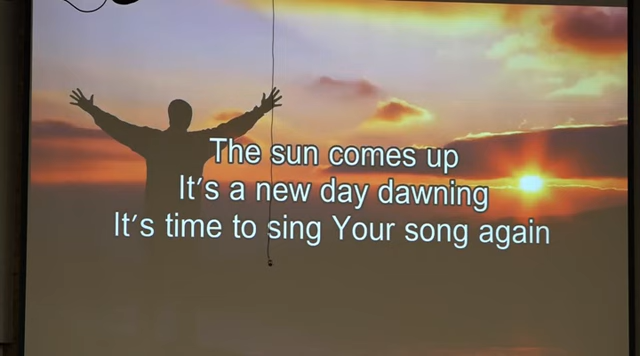 The sun comes up
It's a new day dawning
It's time to sing Your song again